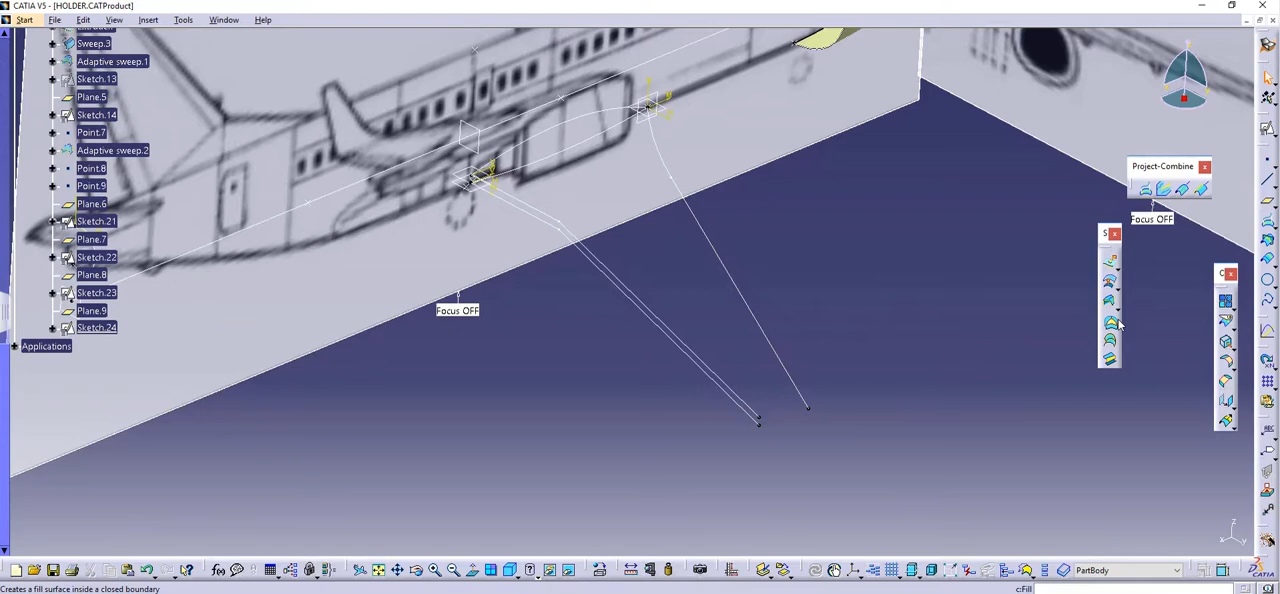 CATIA V5 - [HOLDER.CATProduct]
Start File Edit View Insert Tools Window Help
Sweep.3
Adaptive sweep.1
Sketch.13
Plane.5
Sketch.14
Point.7
Adaptive sweep.2
Point.8
Point.9
Plane.6
Sketch.21
Plane.7
Sketch.22
Plane.8
Sketch.23
Plane.9
Sketch.24
Applications
Focus OFF
Project-Combine
Focus OFF
S
C
z
x
y
f(x)
PartBody
CATIA
Creates a fill surface inside a closed boundary
c:Fill